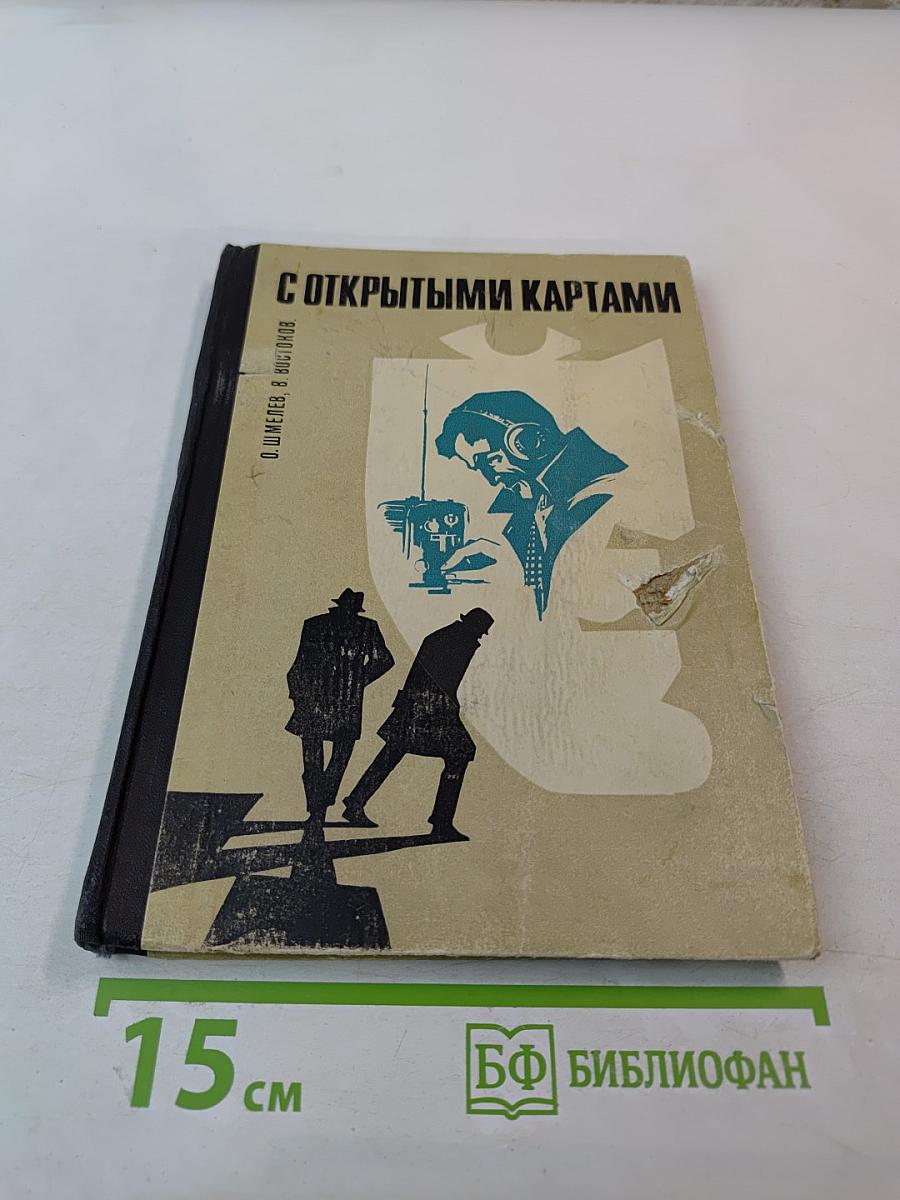 С ОТКРЫТЫМИ КАРТАМИ
О. ШМЕЛЕВ, В. ВОСТОКОВ.
15 см
БФ БИБЛИОФАН